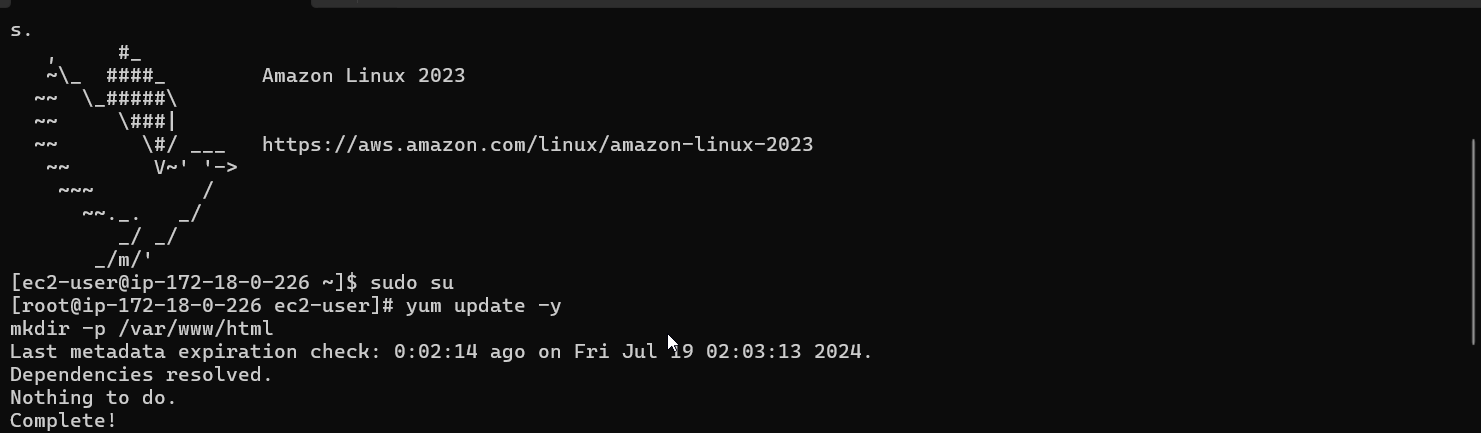 s.
   ,     #_
   ~\_  ####_        Amazon Linux 2023
  ~~  \_#####\
  ~~     \###|
  ~~       \#/ ___   https://aws.amazon.com/linux/amazon-linux-2023
   ~~       V~' '->
    ~~~         /
      ~~._.   _/
         _/ _/
       _/m/'
[ec2-user@ip-172-18-0-226 ~]$ sudo su
[root@ip-172-18-0-226 ec2-user]# yum update -y
mkdir -p /var/www/html
Last metadata expiration check: 0:02:14 ago on Fri Jul 19 02:03:13 2024.
Dependencies resolved.
Nothing to do.
Complete!